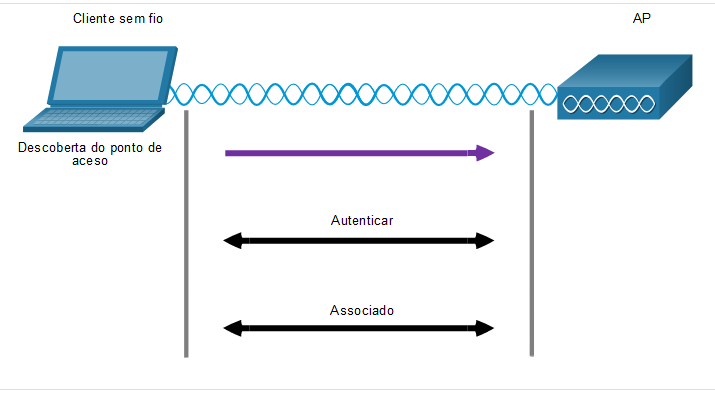 Cliente sem fio
AP
Descoberta do ponto de
aceso
Autenticar
Associado